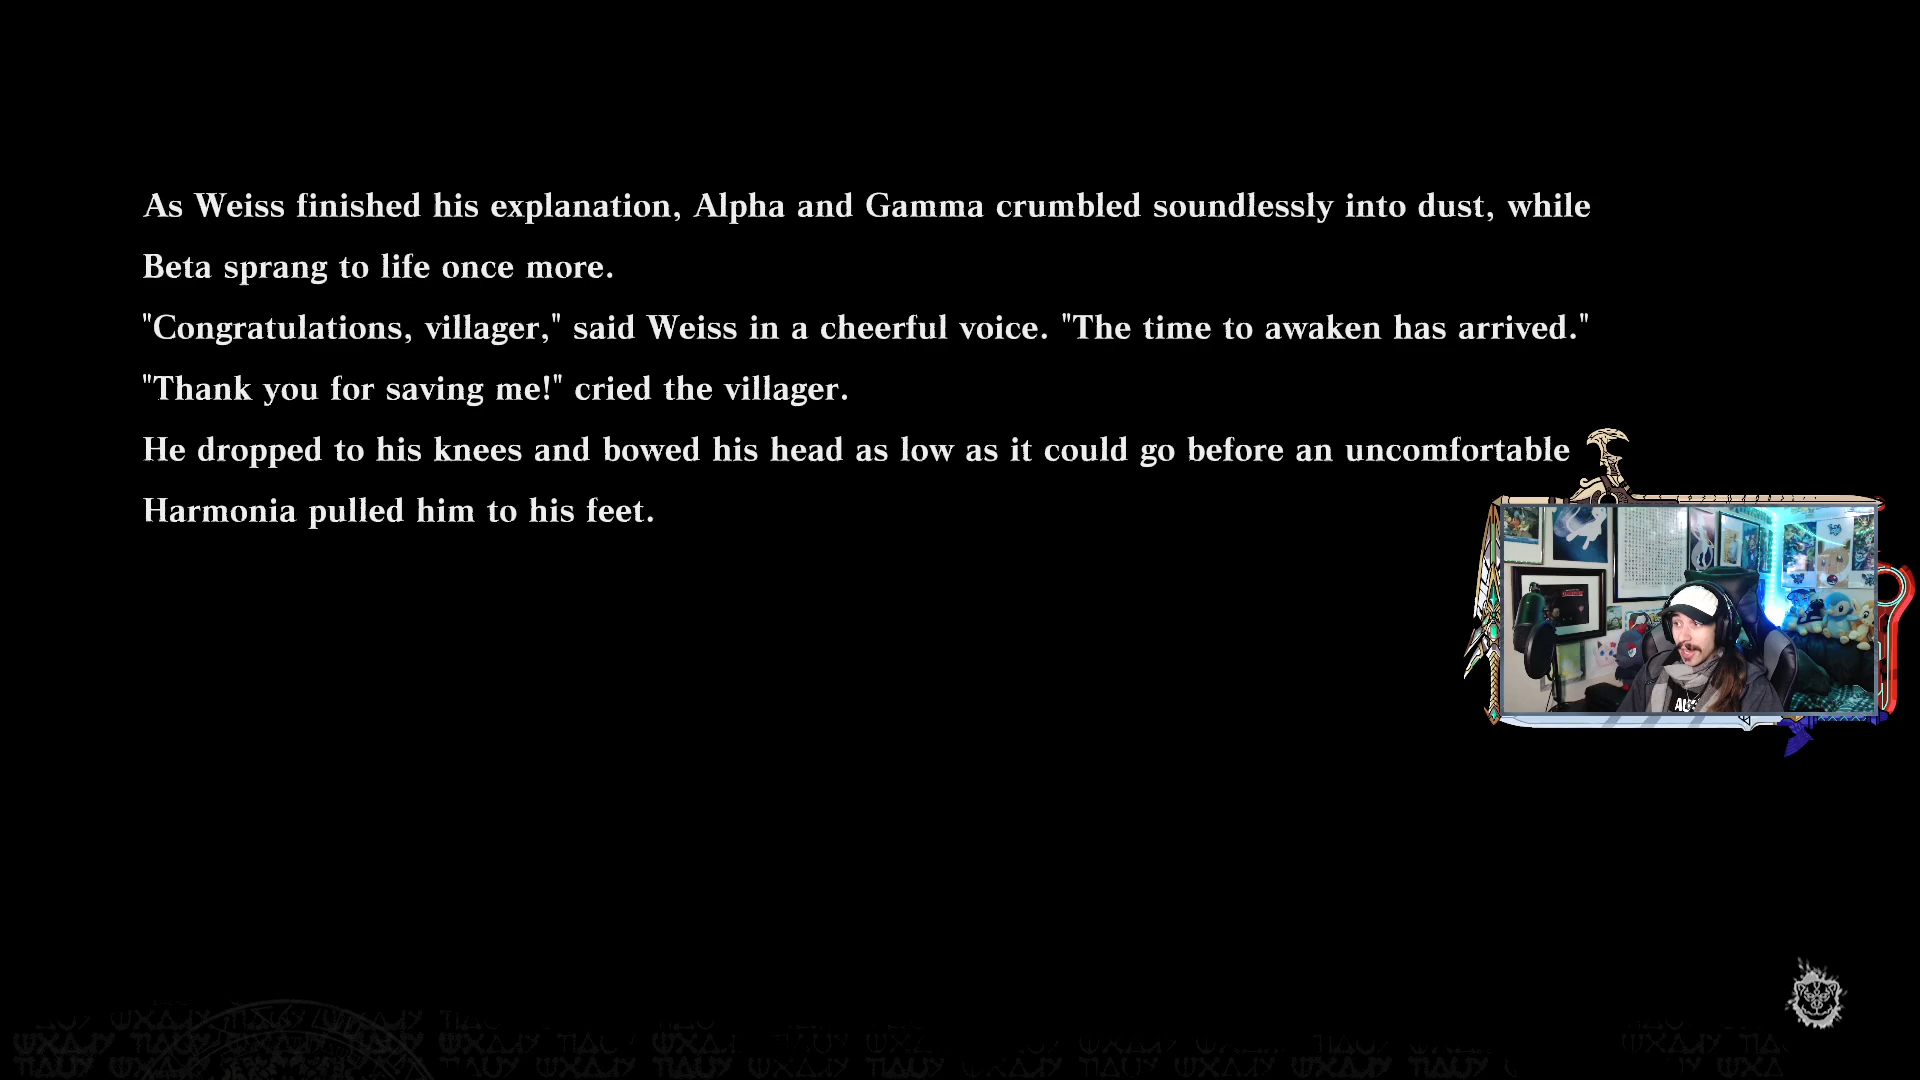 As Weiss finished his explanation, Alpha and Gamma crumbled soundlessly into dust, while
Beta sprang to life once more.
"Congratulations, villager," said Weiss in a cheerful voice. "The time to awaken has arrived."
"Thank you for saving me!" cried the villager.
He dropped to his knees and bowed his head as low as it could go before an uncomfortable
Harmonia pulled him to his feet.